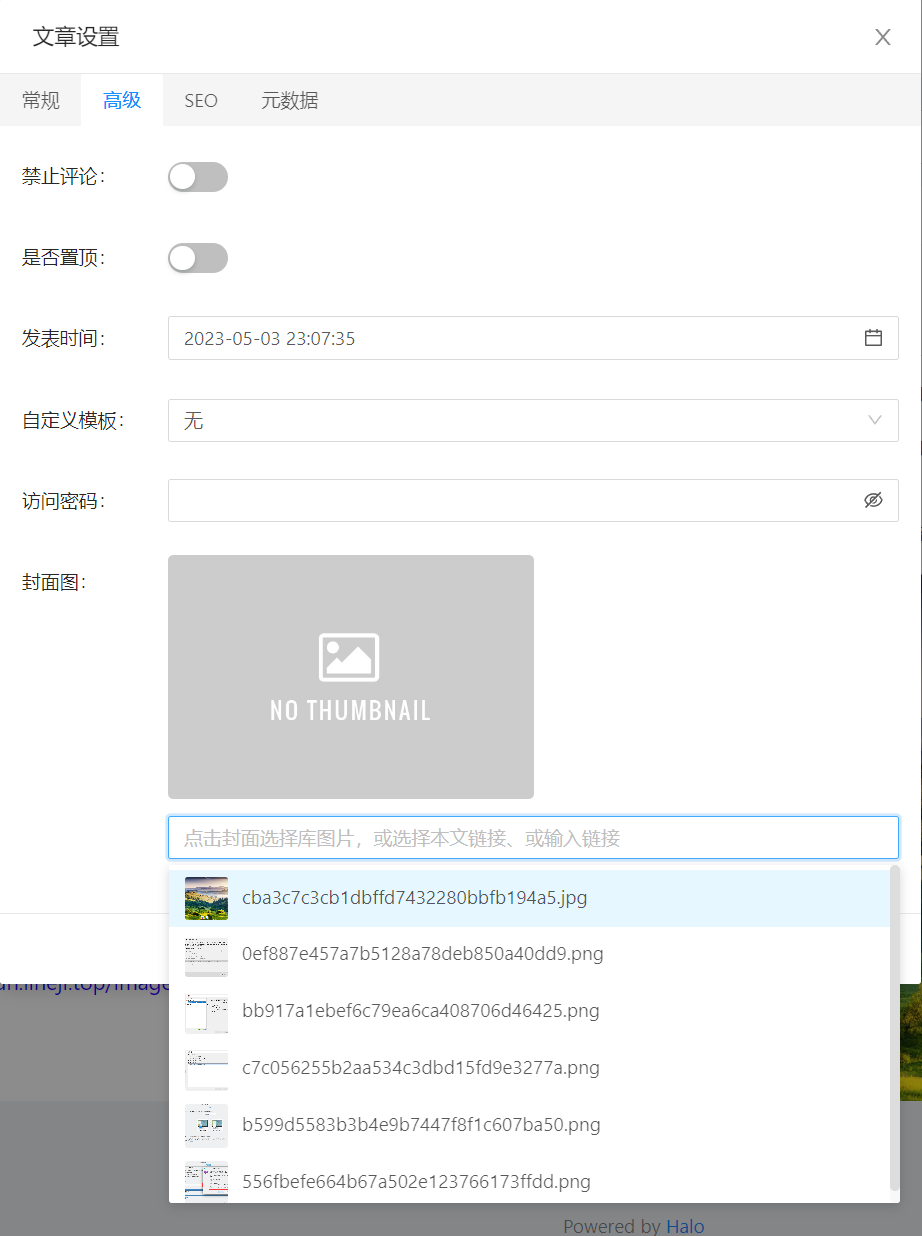 文章设置
常规 高级 SEO 元数据
禁止评论：
是否置顶：
发表时间： 2023-05-03 23:07:35
自定义模板： 无
访问密码：
封面图：
NO THUMBNAIL
点击封面选择库图片，或选择本文链接、或输入链接
cba3c7c3cb1dbffd7432280bbfb194a5.jpg
0ef887e457a7b5128a78deb850a40dd9.png
bb917a1ebef6c79ea6ca408706d46425.png
c7c056255b2aa534c3dbd15fd9e3277a.png
b599d5583b3b4e9b7447f8f1c607ba50.png
556fbefe664b67a502e123766173ffdd.png
Powered by Halo